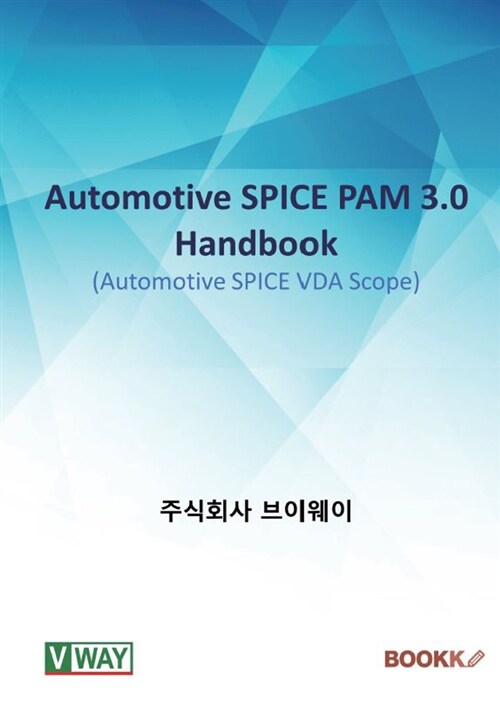 Automotive SPICE PAM 3.0
Handbook
(Automotive SPICE VDA Scope)
주식회사 브이웨이
V WAY
BOOKK